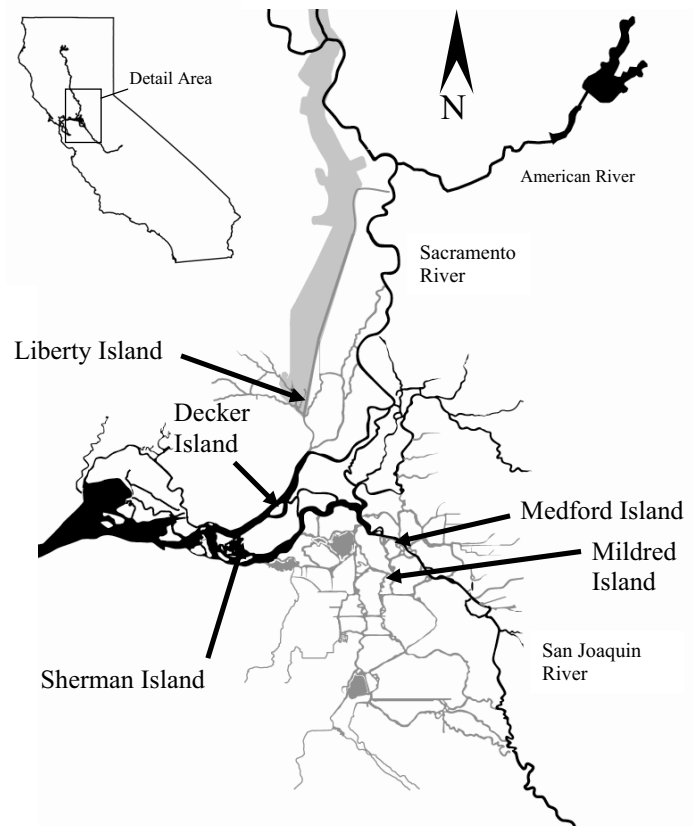 Detail Area
N
American River
Sacramento
River
Liberty Island
Decker
Island
Medford Island
Mildred
Island
San Joaquin
River
Sherman Island